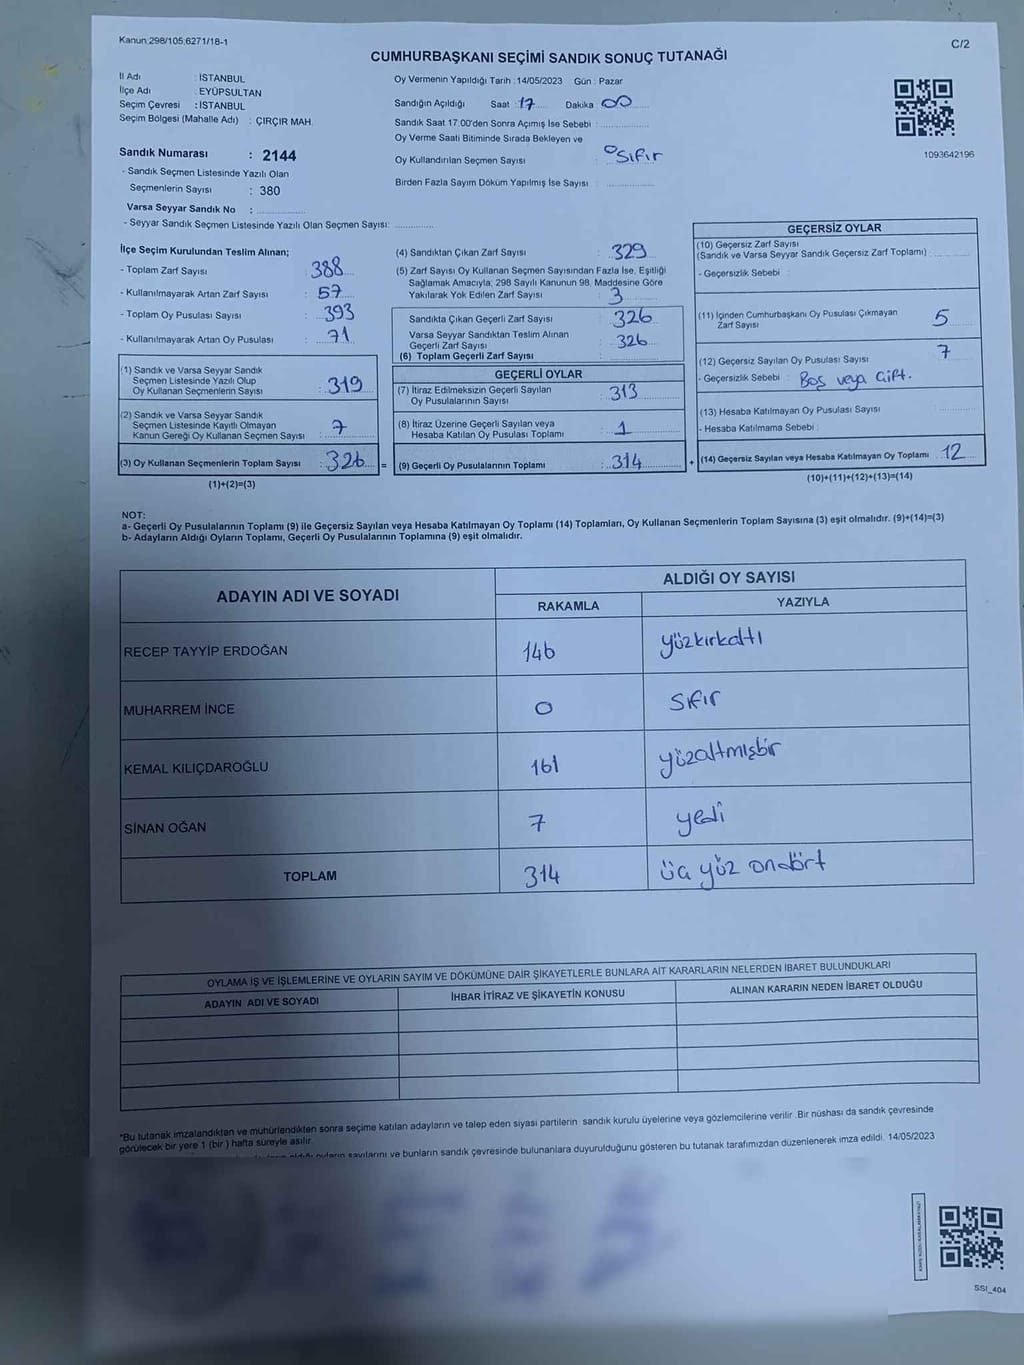 Kanun:298/105;6271/18-1
C/2
CUMHURBAŞKANI SEÇİMİ SANDIK SONUÇ TUTANAĞI
İl Adı : İSTANBUL
İlçe Adı : EYÜPSULTAN
Seçim Çevresi : İSTANBUL
Seçim Bölgesi (Mahalle Adı) : ÇIRÇIR MAH.
Sandık Numarası : 2144
- Sandık Seçmen Listesinde Yazılı Olan
Seçmenlerin Sayısı : 380
Varsa Seyyar Sandık No :
- Seyyar Sandık Seçmen Listesinde Yazılı Olan Seçmen Sayısı:
Oy Vermenin Yapıldığı Tarih : 14/05/2023 Gün : Pazar
Sandığın Açıldığı Saat : 17 Dakika : 00
Sandık Saat 17:00'den Sonra Açımış İse Sebebi :
Oy Verme Saati Bitiminde Sırada Bekleyen ve
Oy Kullandırılan Seçmen Sayısı : 0 Sıfır
Birden Fazla Sayım Döküm Yapılmış İse Sayısı :
1093642196
İlçe Seçim Kurulundan Teslim Alınan;
- Toplam Zarf Sayısı : 388
- Kullanılmayarak Artan Zarf Sayısı : 57
- Toplam Oy Pusulası Sayısı : 393
- Kullanılmayarak Artan Oy Pusulası : 71
(1) Sandık ve Varsa Seyyar Sandık
Seçmen Listesinde Yazılı Olup
Oy Kullanan Seçmenlerin Sayısı : 319
(2) Sandık ve Varsa Seyyar Sandık
Seçmen Listesinde Kayıtlı Olmayan
Kanun Gereği Oy Kullanan Seçmen Sayısı : 7
(3) Oy Kullanan Seçmenlerin Toplam Sayısı : 326 =
(1)+(2)=(3)
(4) Sandıktan Çıkan Zarf Sayısı : 329
(5) Zarf Sayısı Oy Kullanan Seçmen Sayısından Fazla İse, Eşitliği
Sağlamak Amacıyla; 298 Sayılı Kanunun 98. Maddesine Göre
Yakılarak Yok Edilen Zarf Sayısı : 3
Sandıkta Çıkan Geçerli Zarf Sayısı : 326
Varsa Seyyar Sandıktan Teslim Alınan
Geçerli Zarf Sayısı : 326
(6) Toplam Geçerli Zarf Sayısı :
GEÇERLİ OYLAR
(7) İtiraz Edilmeksizin Geçerli Sayılan
Oy Pusulalarının Sayısı : 313
(8) İtiraz Üzerine Geçerli Sayılan veya
Hesaba Katılan Oy Pusulası Toplamı : 1
(9) Geçerli Oy Pusulalarının Toplamı : 314 +
GEÇERSİZ OYLAR
(10) Geçersiz Zarf Sayısı
(Sandık ve Varsa Seyyar Sandık Geçersiz Zarf Toplamı) :
- Geçersizlik Sebebi :
(11) İçinden Cumhurbaşkanı Oy Pusulası Çıkmayan
Zarf Sayısı 5
(12) Geçersiz Sayılan Oy Pusulası Sayısı 7
- Geçersizlik Sebebi : Boş veya Çift.
(13) Hesaba Katılmayan Oy Pusulası Sayısı
- Hesaba Katılmama Sebebi :
(14) Geçersiz Sayılan veya Hesaba Katılmayan Oy Toplamı : 12
(10)+(11)+(12)+(13)=(14)
NOT:
a- Geçerli Oy Pusulalarının Toplamı (9) ile Geçersiz Sayılan veya Hesaba Katılmayan Oy Toplamı (14) Toplamları, Oy Kullanan Seçmenlerin Toplam Sayısına (3) eşit olmalıdır. (9)+(14)=(3)
b- Adayların Aldığı Oyların Toplamı, Geçerli Oy Pusulalarının Toplamına (9) eşit olmalıdır.
ADAYIN ADI VE SOYADI
ALDIĞI OY SAYISI
RAKAMLA YAZIYLA
RECEP TAYYİP ERDOĞAN 146 yüzkırkaltı
MUHARREM İNCE 0 Sıfır
KEMAL KILIÇDAROĞLU 161 yüzaltmışbir
SİNAN OĞAN 7 yedi
TOPLAM 314 üç yüz ondört
OYLAMA İŞ VE İŞLEMLERİNE VE OYLARIN SAYIM VE DÖKÜMÜNE DAİR ŞİKAYETLERLE BUNLARA AİT KARARLARIN NELERDEN İBARET BULUNDUKLARI
ADAYIN ADI VE SOYADI
İHBAR İTİRAZ VE ŞİKAYETİN KONUSU
ALINAN KARARIN NEDEN İBARET OLDUĞU
*Bu tutanak imzalandıktan ve mühürlendikten sonra seçime katılan adayların ve talep eden siyasi partilerin sandık kurulu üyelerine veya gözlemcilerine verilir .Bir nüshası da sandık çevresinde
görülecek bir yere 1 (bir ) hafta süreyle asılır.
oyların sayılarını ve bunların sandık çevresinde bulunanlara duyurulduğunu gösteren bu tutanak tarafımızdan düzenlenerek imza edildi. 14/05/2023
SSI_404